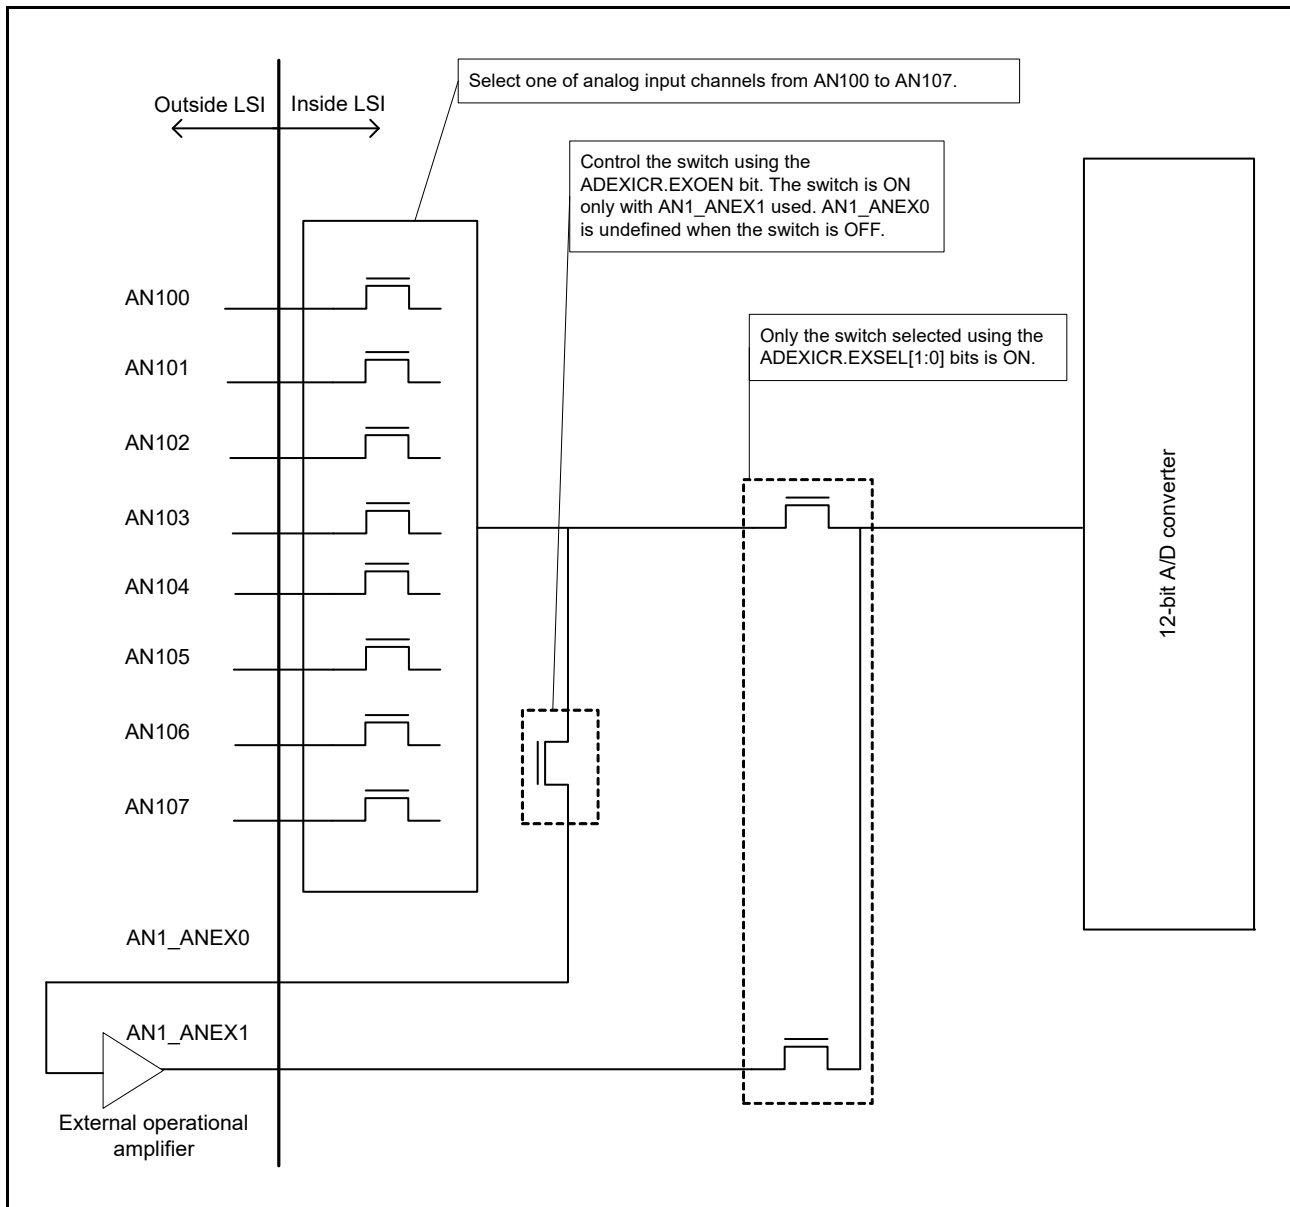 Select one of analog input channels from AN100 to AN107.
Outside LSI
Inside LSI
Control the switch using the
ADEXICR.EXOEN bit. The switch is ON
only with AN1_ANEX1 used. AN1_ANEX0
is undefined when the switch is OFF.
AN100
Only the switch selected using the
ADEXICR.EXSEL[1:0] bits is ON.
AN101
AN102
AN103
AN104
AN105
AN106
AN107
12-bit A/D converter
AN1_ANEX0
AN1_ANEX1
External operational
amplifier